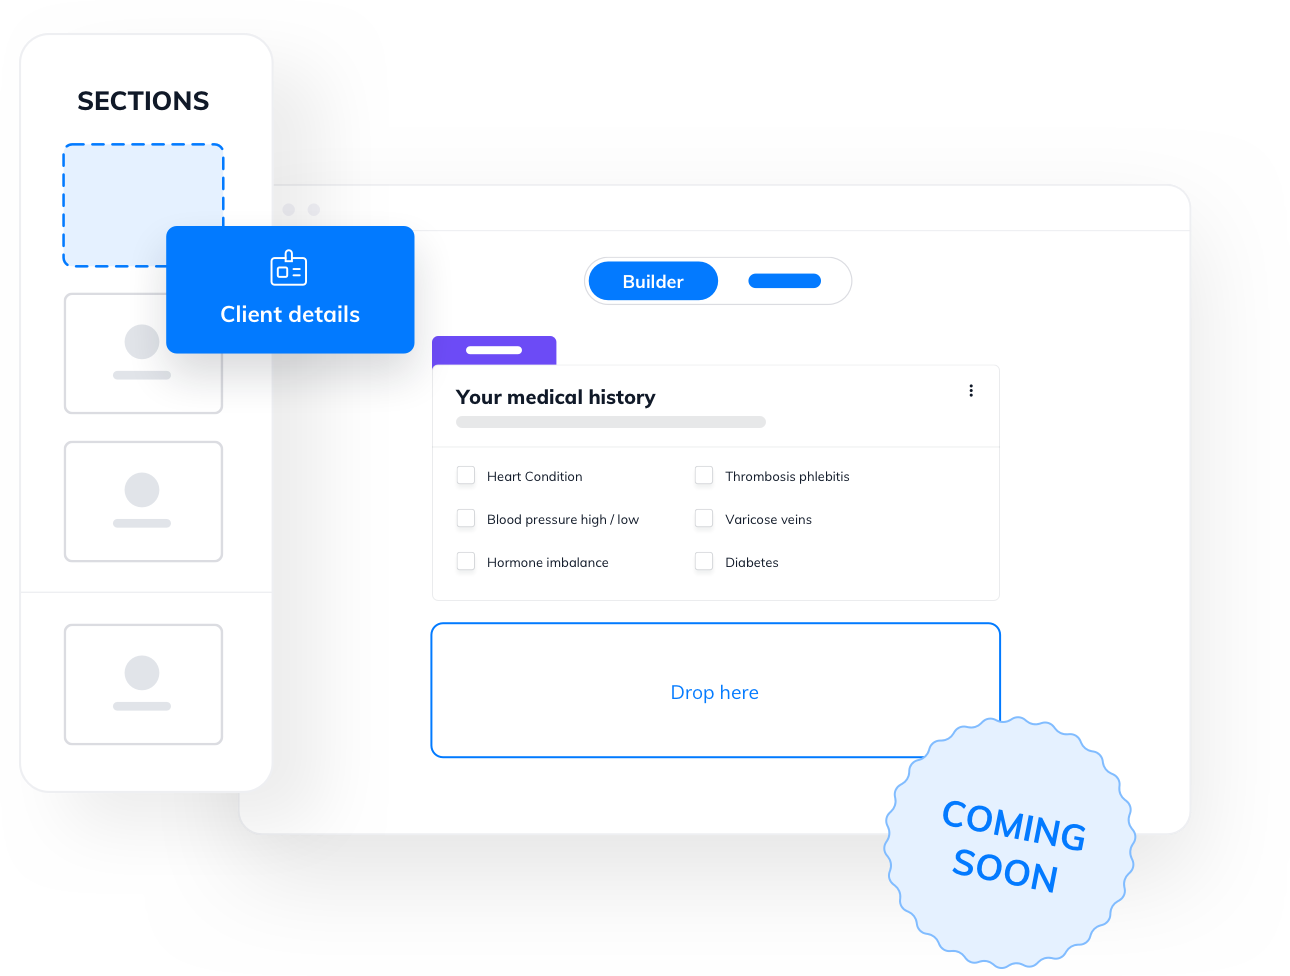 SECTIONS
Client details
Builder
Your medical history
Heart Condition
Thrombosis phlebitis
Blood pressure high / low
Varicose veins
Hormone imbalance
Diabetes
Drop here
COMING
SOON